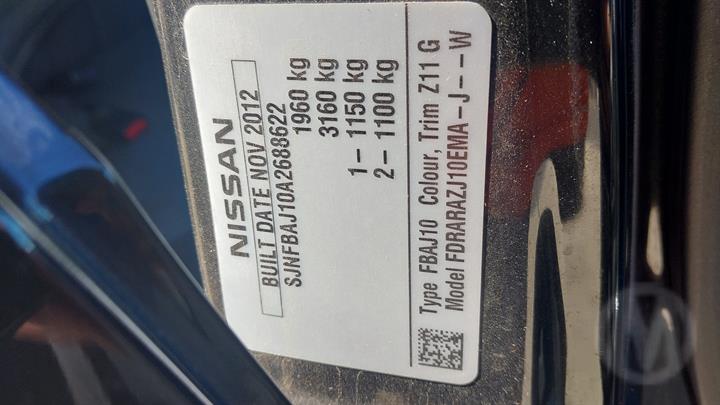 NISSAN
BUILT DATE NOV 2012
SJNFBAJ10A2688622
1960 kg
3160 kg
1 – 1150 kg
2 – 1100 kg
Type FBAJ10 Colour, Trim Z11 G
Model FDRARAZJ10EMA – J – – W
M